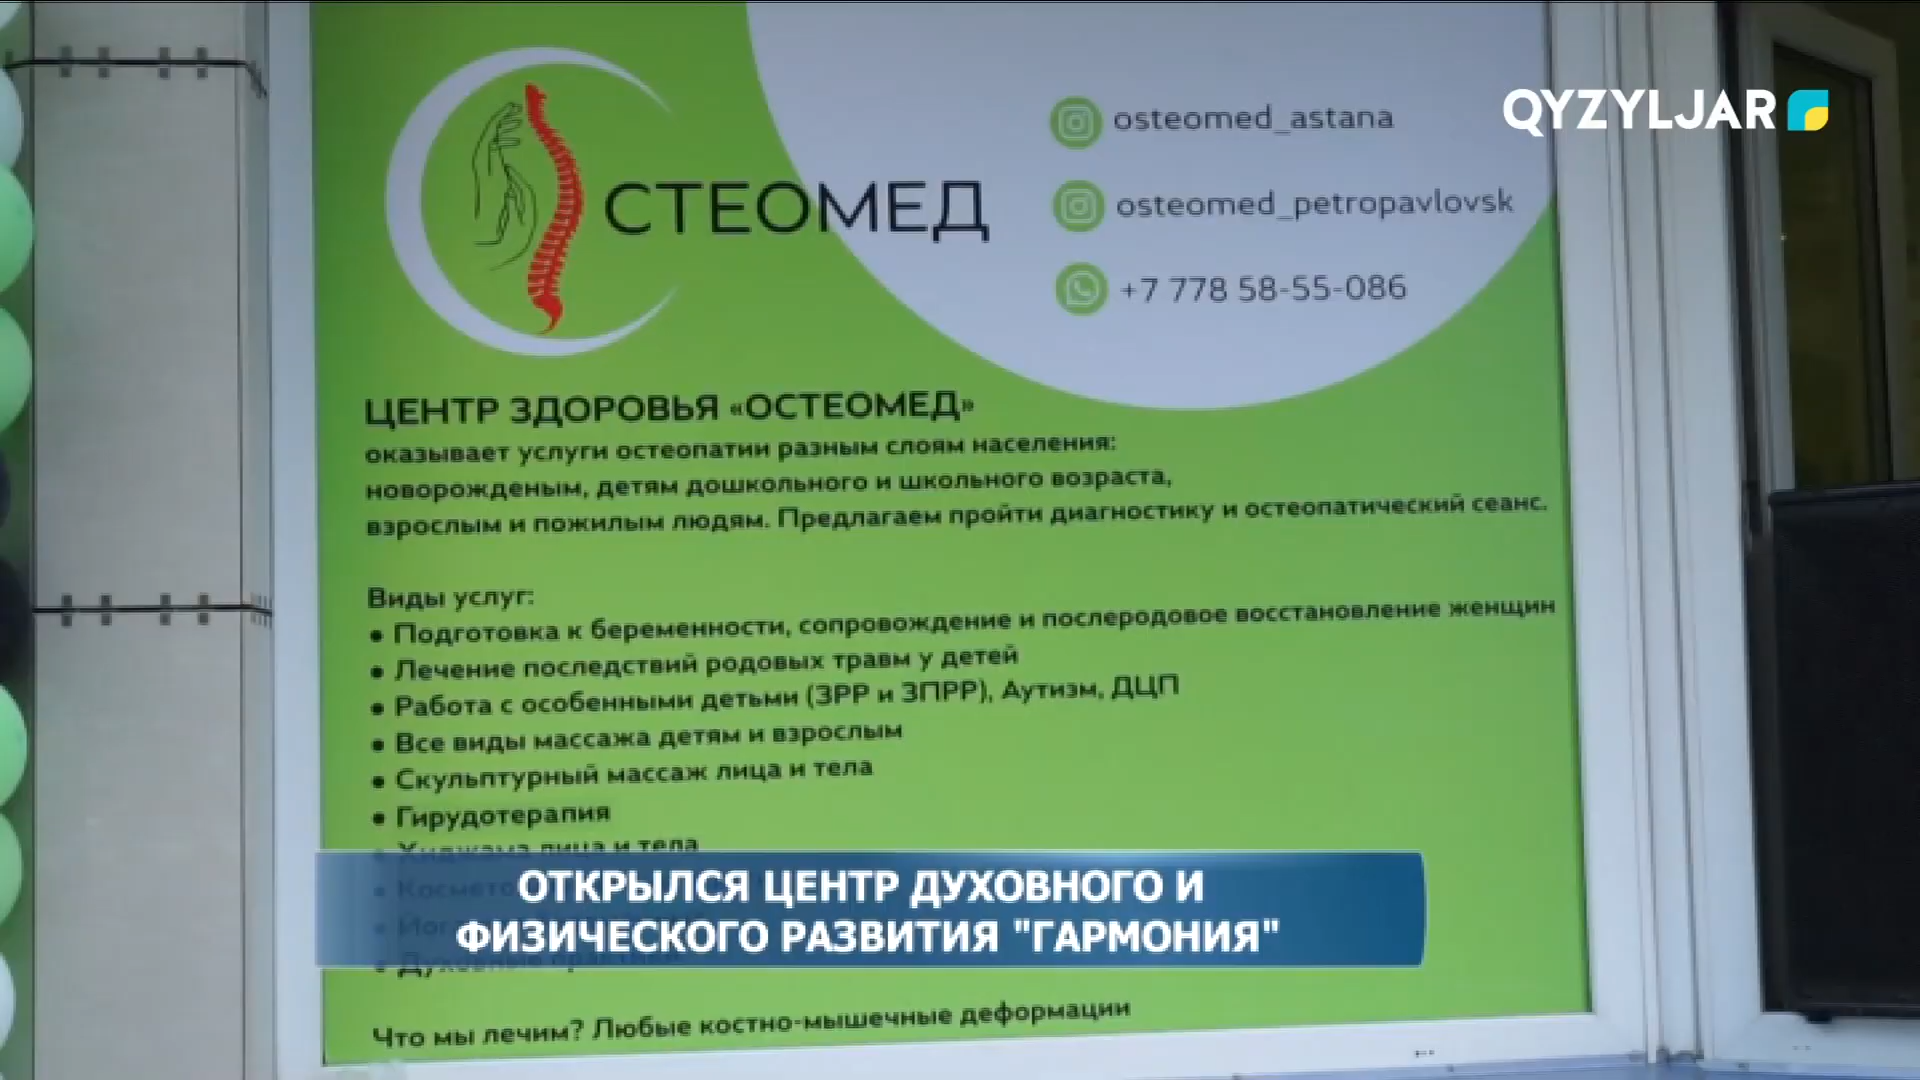 QYZYLJAR
СТЕОМЕД
osteomed_astana
osteomed_petropavlovsk
+7 778 58-55-086
ЦЕНТР ЗДОРОВЬЯ «ОСТЕОМЕД»
оказывает услуги остеопатии разным слоям населения:
новорожденым, детям дошкольного и школьного возраста,
взрослым и пожилым людям. Предлагаем пройти диагностику и остеопатический сеанс.
Виды услуг:
• Подготовка к беременности, сопровождение и послеродовое восстановление женщин
• Лечение последствий родовых травм у детей
• Работа с особенными детьми (ЗРР и ЗПРР), Аутизм, ДЦП
• Все виды массажа детям и взрослым
• Скульптурный массаж лица и тела
• Гирудотерапия
• Хиджама лица и тела
ОТКРЫЛСЯ ЦЕНТР ДУХОВНОГО И
ФИЗИЧЕСКОГО РАЗВИТИЯ "ГАРМОНИЯ"
Что мы лечим? Любые костно-мышечные деформации